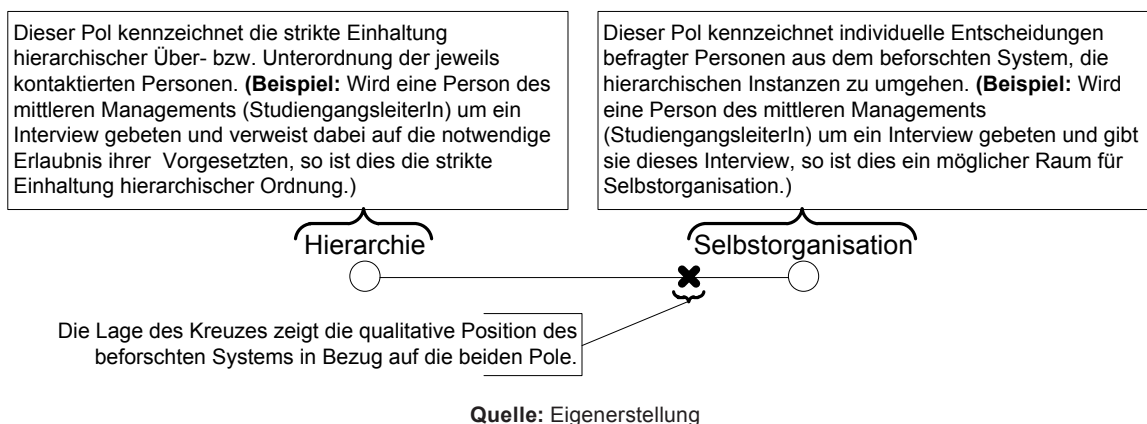 Dieser Pol kennzeichnet die strikte Einhaltung
hierarchischer Über- bzw. Unterordnung der jeweils
kontaktierten Personen. (Beispiel: Wird eine Person des
mittleren Managements (StudiengangsleiterIn) um ein
Interview gebeten und verweist dabei auf die notwendige
Erlaubnis ihrer Vorgesetzten, so ist dies die strikte
Einhaltung hierarchischer Ordnung.)
Dieser Pol kennzeichnet individuelle Entscheidungen
befragter Personen aus dem beforschten System, die
hierarchischen Instanzen zu umgehen. (Beispiel: Wird
eine Person des mittleren Managements
(StudiengangsleiterIn) um ein Interview gebeten und gibt
sie dieses Interview, so ist dies ein möglicher Raum für
Selbstorganisation.)
Hierarchie
Selbstorganisation
Die Lage des Kreuzes zeigt die qualitative Position des
beforschten Systems in Bezug auf die beiden Pole.
Quelle: Eigenerstellung